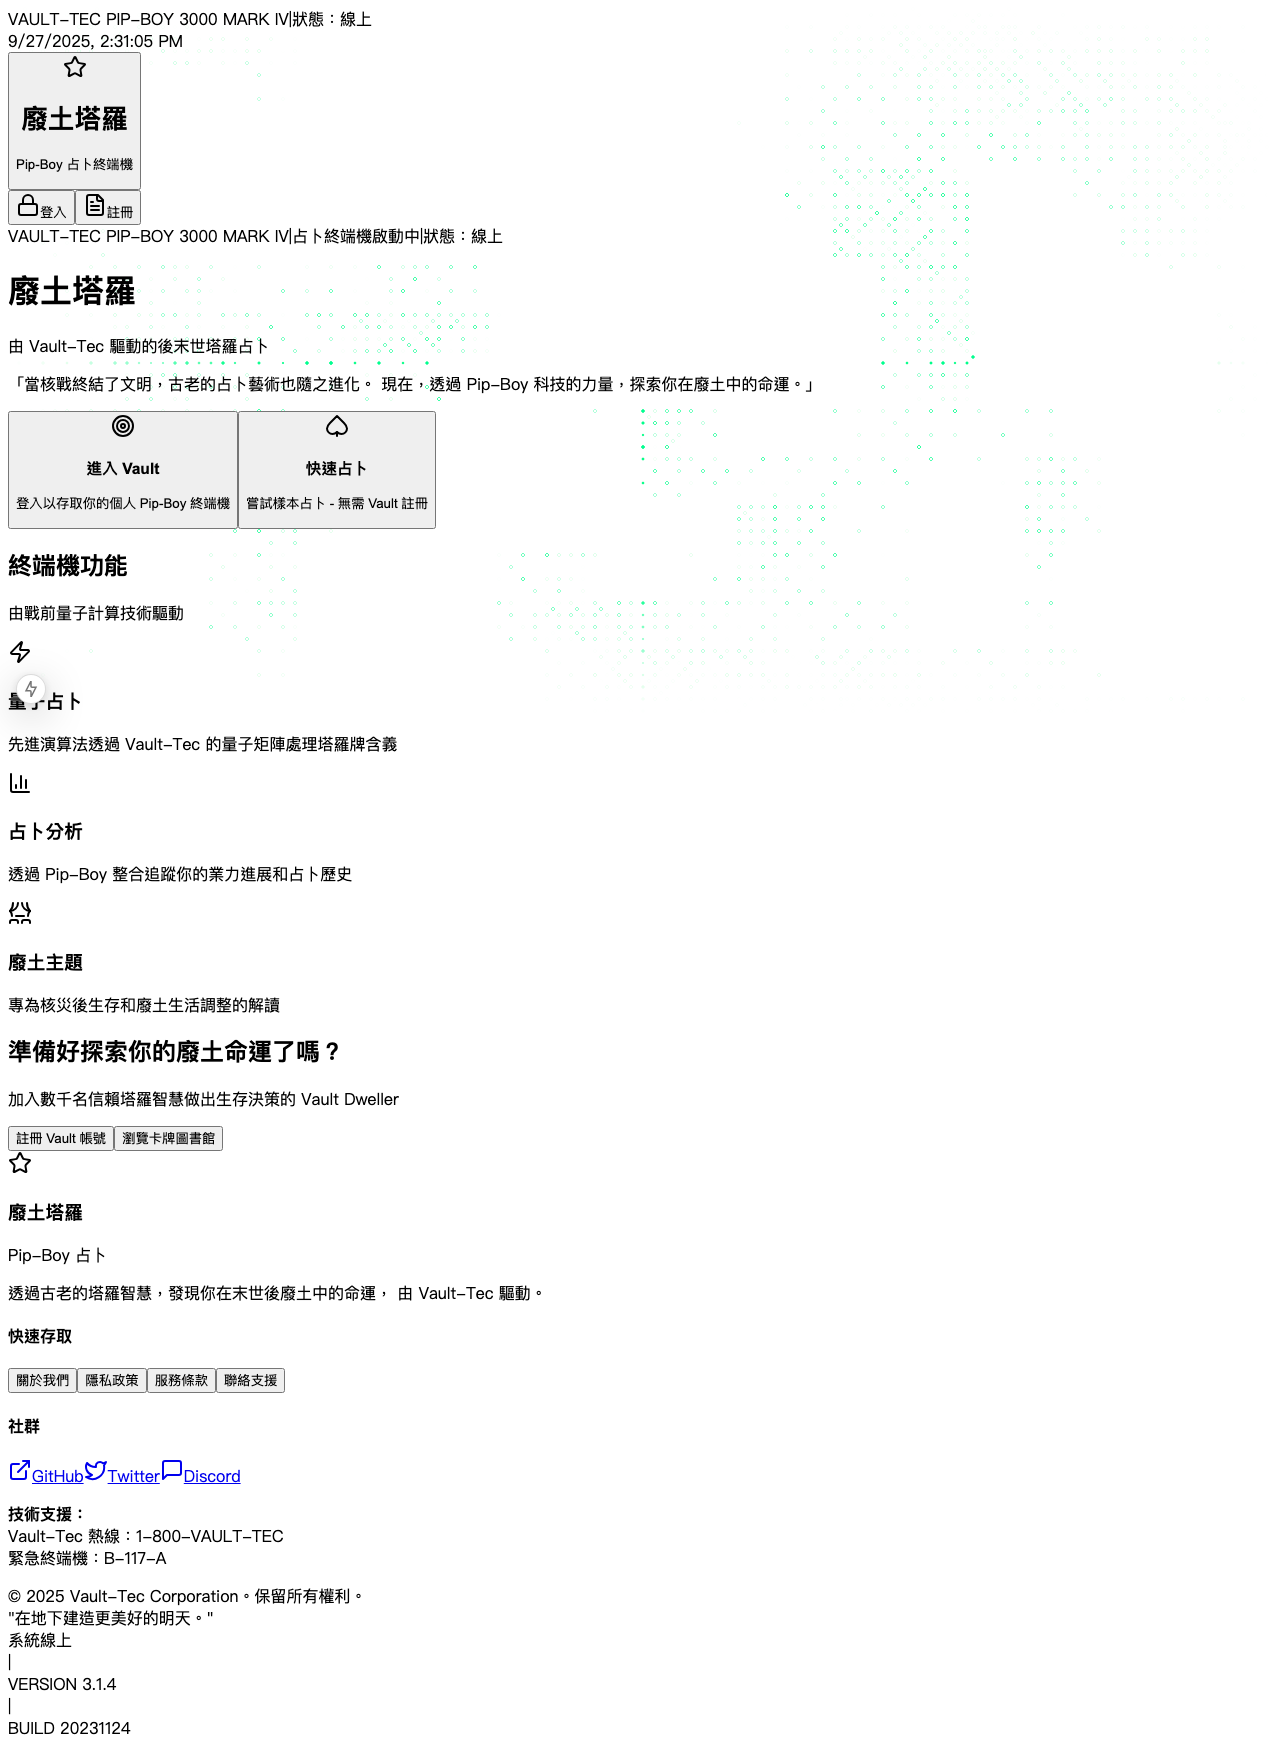 VAULT-TEC PIP-BOY 3000 MARK IV|狀態：線上
9/27/2025, 2:31:05 PM
廢土塔羅
Pip-Boy 占卜終端機
登入 註冊
VAULT-TEC PIP-BOY 3000 MARK IV|占卜終端機啟動中|狀態：線上
廢土塔羅
由 Vault-Tec 驅動的後末世塔羅占卜
「當核戰終結了文明，古老的占卜藝術也隨之進化。 現在，透過 Pip-Boy 科技的力量，探索你在廢土中的命運。」
進入 Vault 快速占卜
登入以存取你的個人 Pip-Boy 終端機 嘗試樣本占卜 - 無需 Vault 註冊
終端機功能
由戰前量子計算技術驅動
量子占卜
先進演算法透過 Vault-Tec 的量子矩陣處理塔羅牌含義
占卜分析
透過 Pip-Boy 整合追蹤你的業力進展和占卜歷史
廢土主題
專為核災後生存和廢土生活調整的解讀
準備好探索你的廢土命運了嗎？
加入數千名信賴塔羅智慧做出生存決策的 Vault Dweller
註冊 Vault 帳號 瀏覽卡牌圖書館
廢土塔羅
Pip-Boy 占卜
透過古老的塔羅智慧，發現你在末世後廢土中的命運， 由 Vault-Tec 驅動。
快速存取
關於我們 隱私政策 服務條款 聯絡支援
社群
GitHub Twitter Discord
技術支援：
Vault-Tec 熱線：1-800-VAULT-TEC
緊急終端機：B-117-A
© 2025 Vault-Tec Corporation。保留所有權利。
"在地下建造更美好的明天。"
系統線上
|
VERSION 3.1.4
|
BUILD 20231124